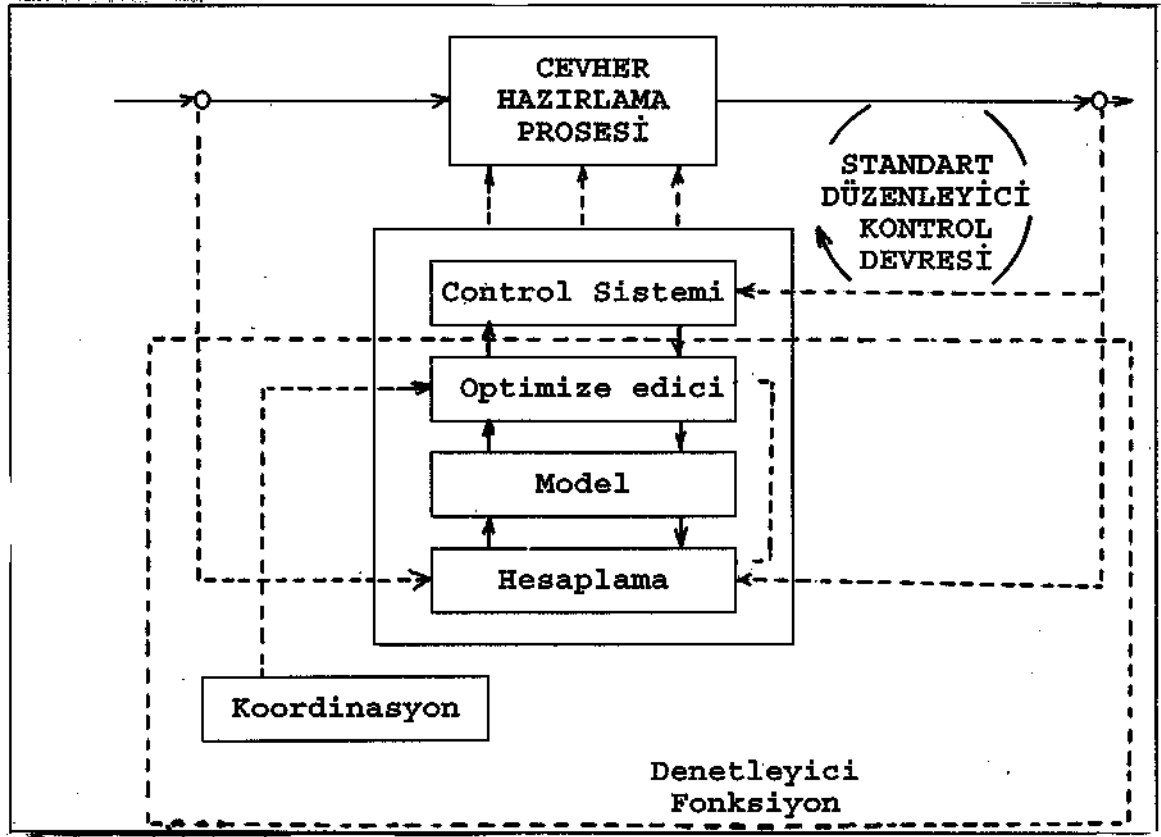 CEVHER
HAZIRLAMA
PROSESİ
STANDART
DÜZENLEYİCİ
KONTROL
DEVRESİ
Control Sistemi
Optimize edici
Model
Hesaplama
Koordinasyon
Denetleyici
Fonksiyon